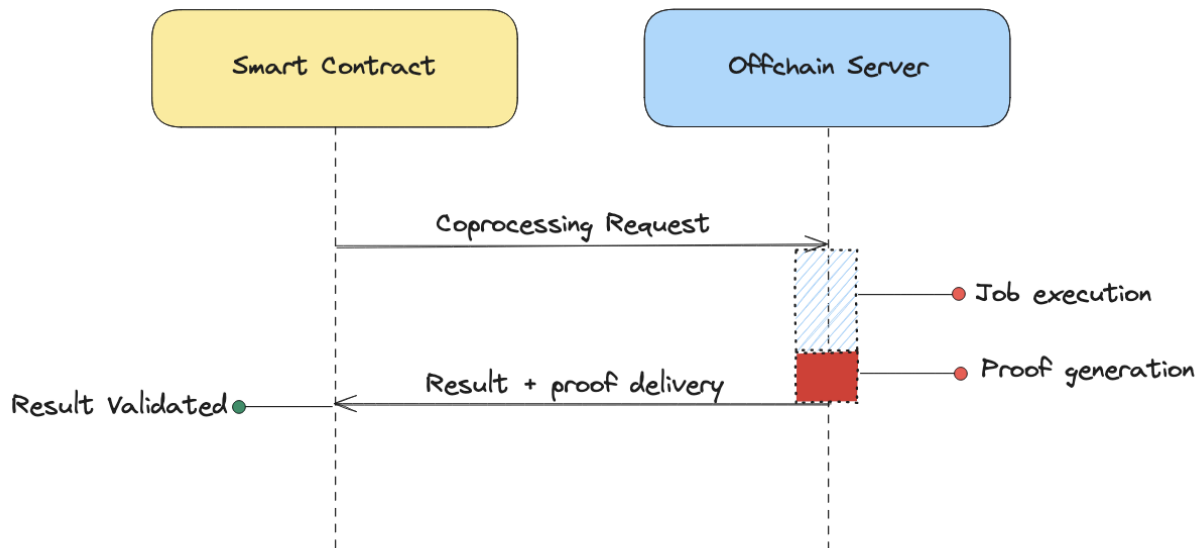 Smart Contract
Offchain Server
Coprocessing Request
Job execution
Proof generation
Result + proof delivery
Result Validated